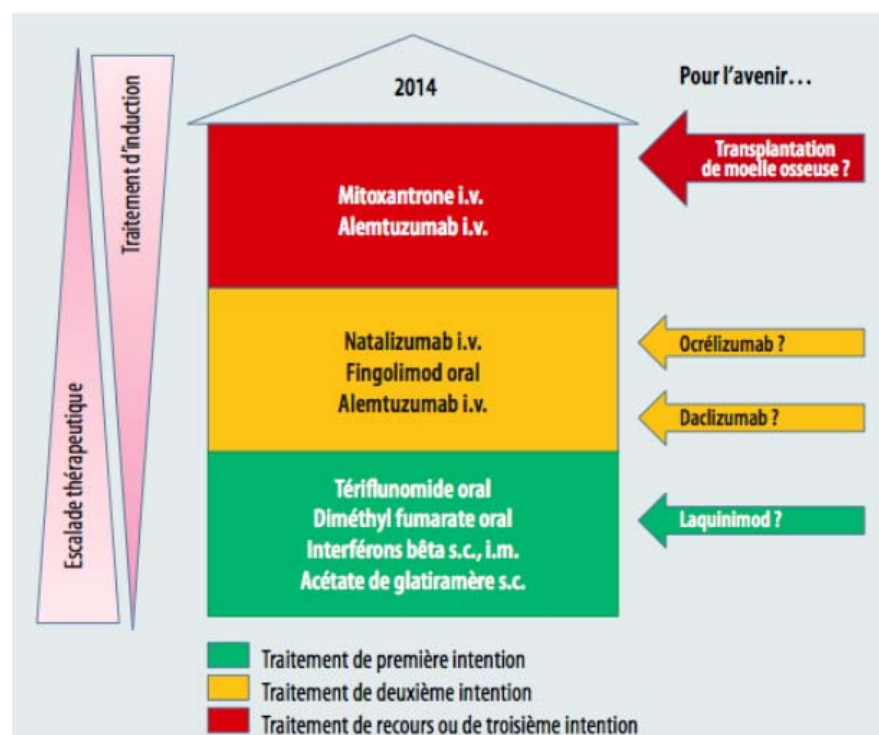 2014
Pour l'avenir…
Traitement d'induction
Escalade thérapeutique
Mitoxantrone i.v.
Alemtuzumab i.v.
Transplantation
de moelle osseuse ?
Natalizumab i.v.
Fingolimod oral
Alemtuzumab i.v.
Ocrélizumab ?
Daclizumab ?
Tériflunomide oral
Diméthyl fumarate oral
Interférons bêta s.c., i.m.
Acétate de glatiramère s.c.
Laquinimod ?
Traitement de première intention
Traitement de deuxième intention
Traitement de recours ou de troisième intention